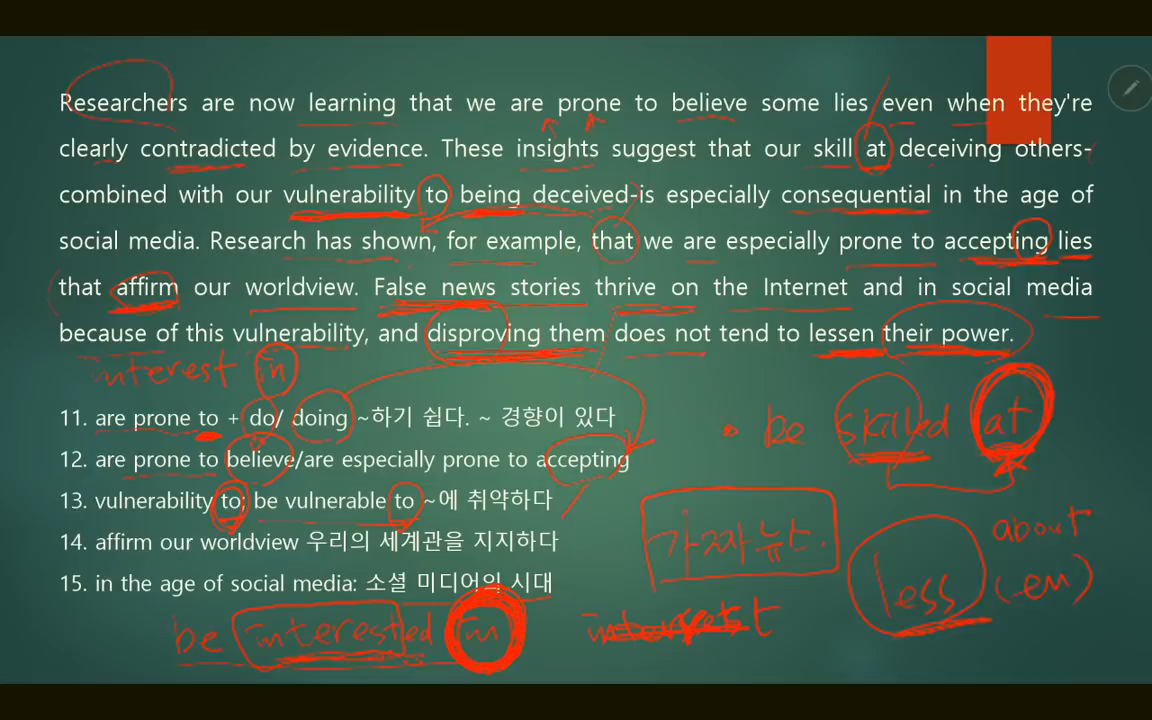 Researchers are now learning that we are prone to believe some lies even when they're
clearly contradicted by evidence. These insights suggest that our skill at deceiving others-
combined with our vulnerability to being deceived-is especially consequential in the age of
social media. Research has shown, for example, that we are especially prone to accepting lies
that affirm our worldview. False news stories thrive on the Internet and in social media
because of this vulnerability, and disproving them does not tend to lessen their power.
interest in
11. are prone to + do/ doing ~하기 쉽다. ~ 경향이 있다
be skilled at
12. are prone to believe/are especially prone to accepting
13. vulnerability to; be vulnerable to ~에 취약하다
14. affirm our worldview 우리의 세계관을 지지하다
가짜 뉴스.
about
15. in the age of social media: 소셜 미디어의 시대
less (-en)
be interested in
interest